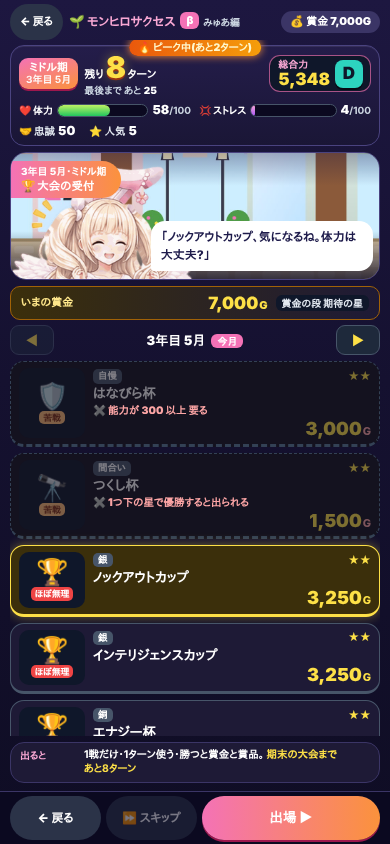 ← 戻る
🌱 モンヒロサクセス β みゅあ編
💰 賞金 7,000G
🔥 ピーク中(あと2ターン)
ミドル期
3年目 5月
残り 8 ターン
最後まで あと 25
総合力
5,348 D
❤️ 体力 58/100
💢 ストレス 4/100
🤝 忠誠 50 ⭐ 人気 5
3年目 5月・ミドル期
🏆 大会の受付
「ノックアウトカップ、気になるね。体力は
大丈夫?」
いまの賞金 7,000G 賞金の段 期待の星
◀ 3年目 5月 今月 ▶
自慢 ★★
はなびら杯
苦戦
✖ 能力が 300 以上 要る
3,000G
間合い ★★
つくし杯
苦戦
✖ 1つ下の星で優勝すると出られる
1,500G
銀 ★★
ノックアウトカップ
ほぼ無理
3,250G
銀 ★★
インテリジェンスカップ
ほぼ無理
3,250G
銅 ★★
エナジー杯
出ると
1戦だけ・1ターン使う・勝つと賞金と賞品。期末の大会まで
あと8ターン
← 戻る
⏩ スキップ
出場 ▶